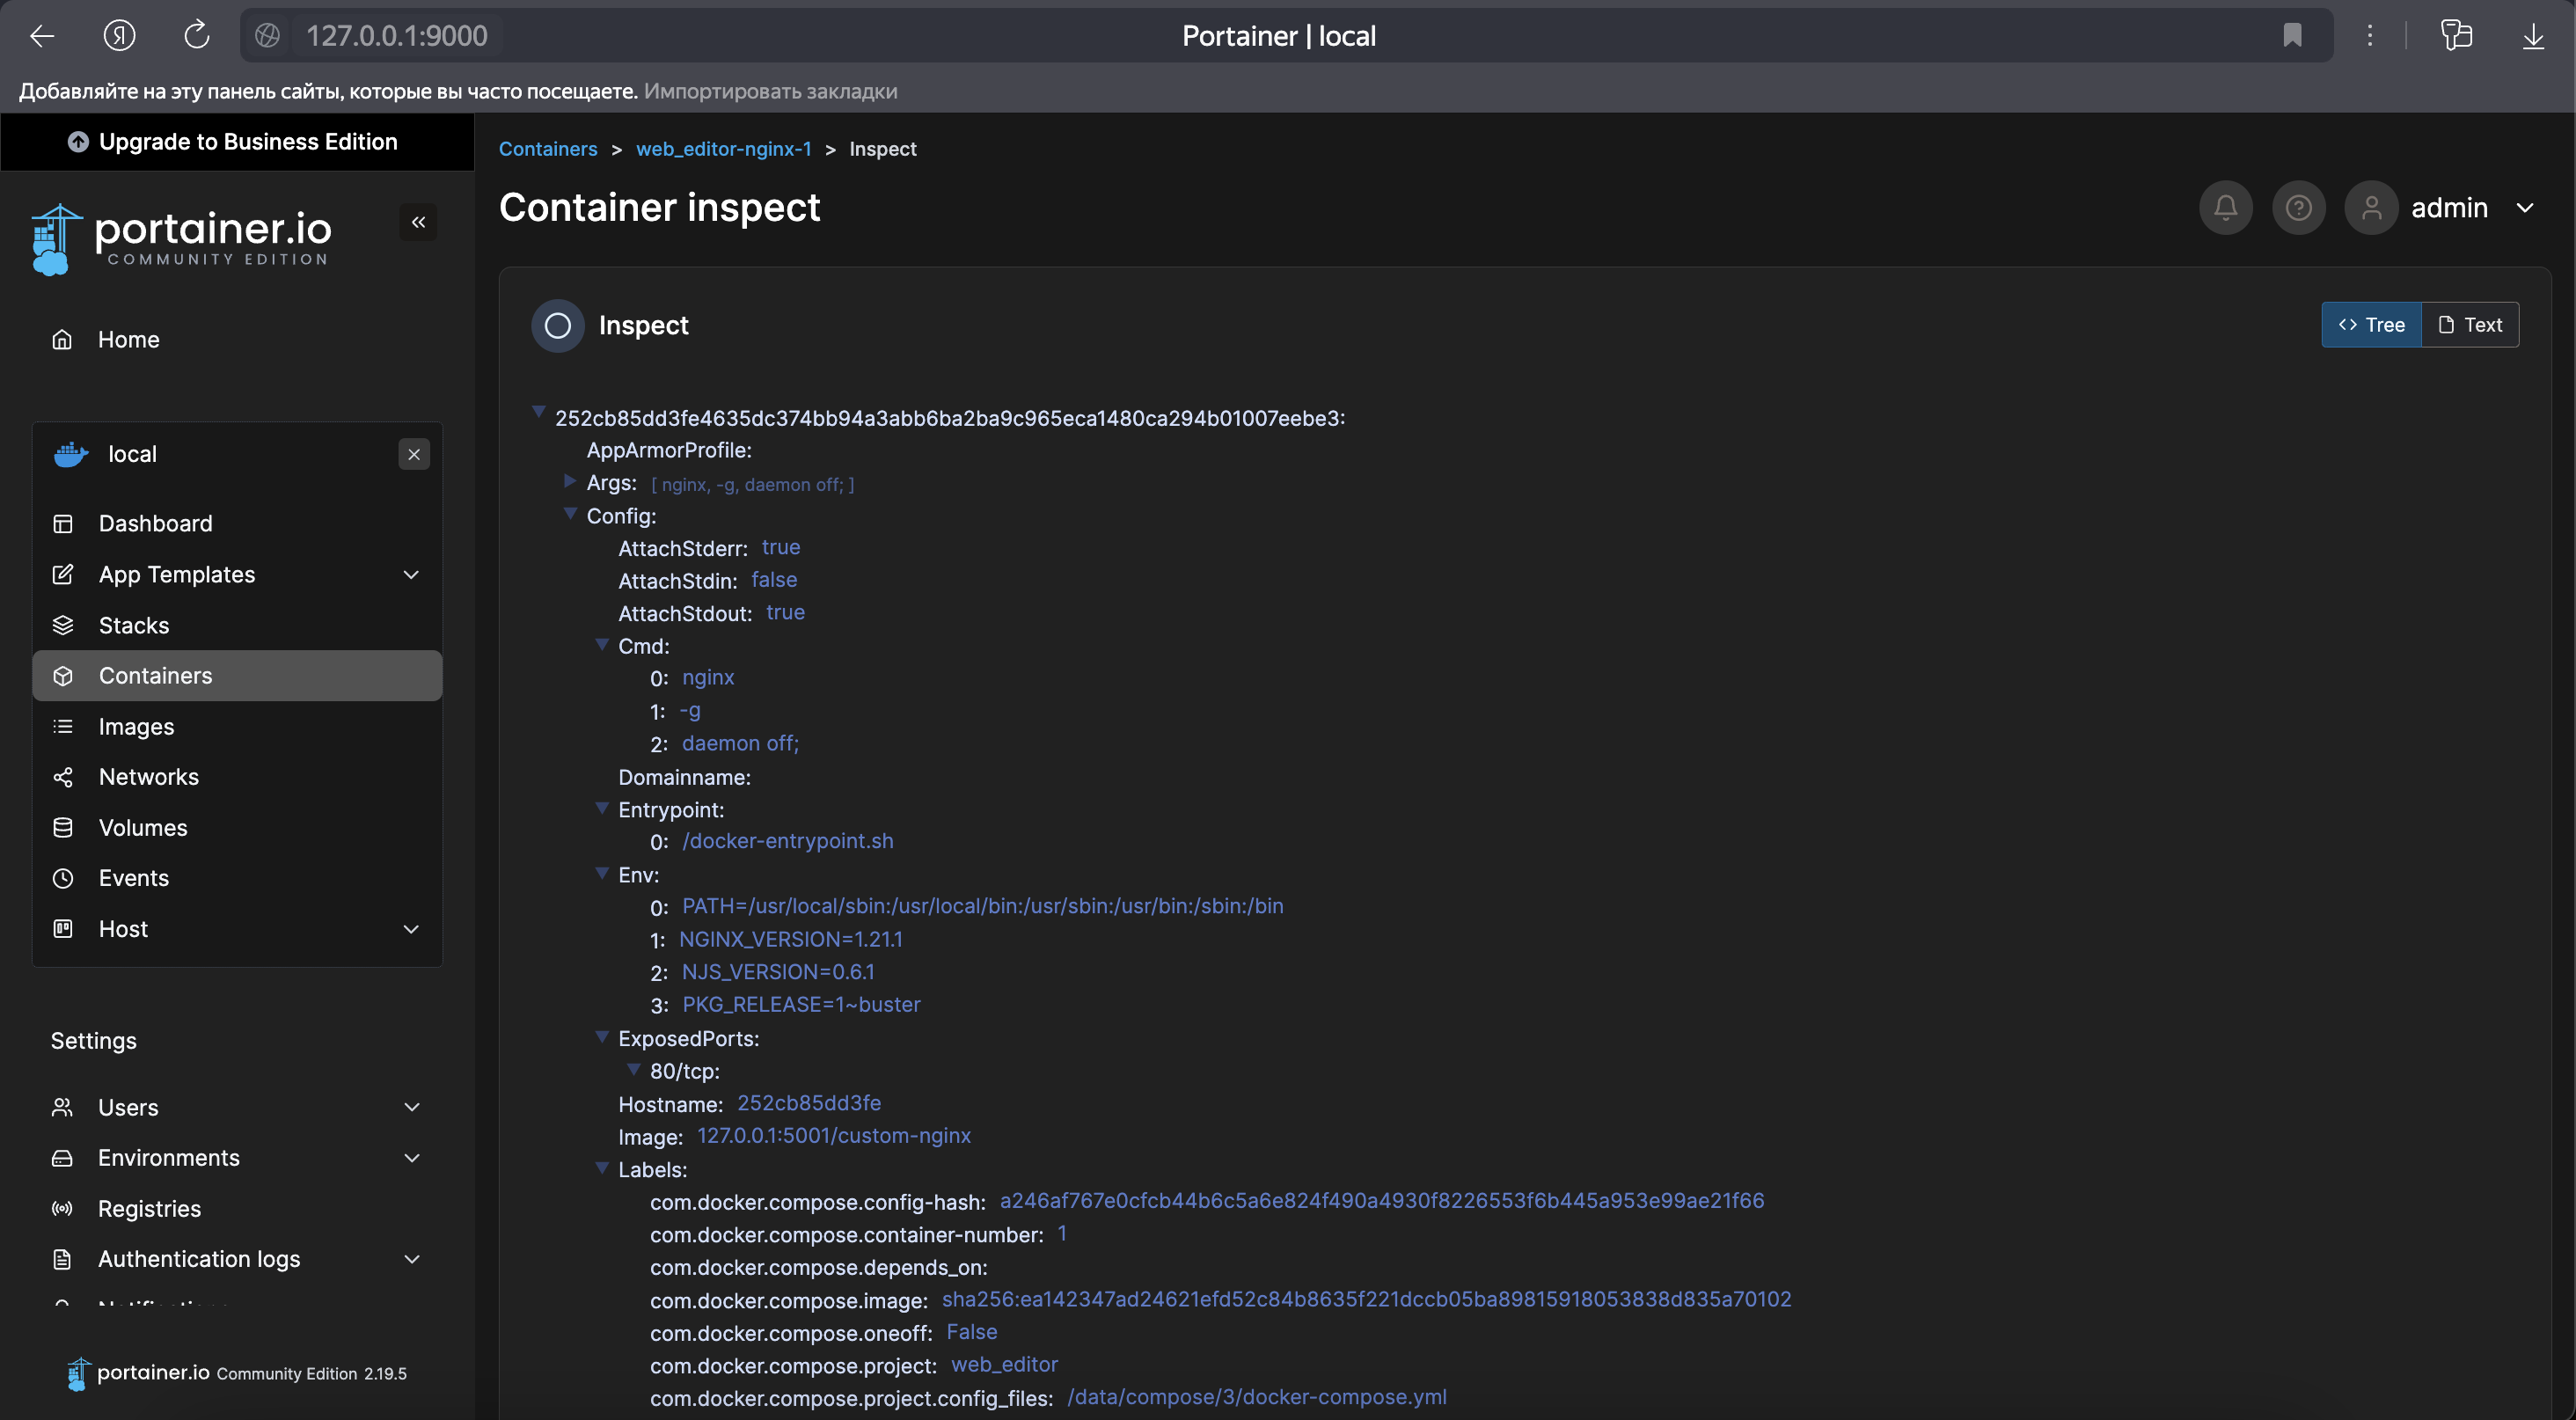 127.0.0.1:9000
Portainer | local
Добавляйте на эту панель сайты, которые вы часто посещаете. Импортировать закладки
Upgrade to Business Edition
portainer.io
COMMUNITY EDITION
Home
local
Dashboard
App Templates
Stacks
Containers
Images
Networks
Volumes
Events
Host
Settings
Users
Environments
Registries
Authentication logs
portainer.io Community Edition 2.19.5
Containers > web_editor-nginx-1 > Inspect
Container inspect
admin
Inspect
Tree
Text
252cb85dd3fe4635dc374bb94a3abb6ba2ba9c965eca1480ca294b01007eebe3:
AppArmorProfile:
Args: [ nginx, -g, daemon off; ]
Config:
AttachStderr: true
AttachStdin: false
AttachStdout: true
Cmd:
0: nginx
1: -g
2: daemon off;
Domainname:
Entrypoint:
0: /docker-entrypoint.sh
Env:
0: PATH=/usr/local/sbin:/usr/local/bin:/usr/sbin:/usr/bin:/sbin:/bin
1: NGINX_VERSION=1.21.1
2: NJS_VERSION=0.6.1
3: PKG_RELEASE=1~buster
ExposedPorts:
80/tcp:
Hostname: 252cb85dd3fe
Image: 127.0.0.1:5001/custom-nginx
Labels:
com.docker.compose.config-hash: a246af767e0cfcb44b6c5a6e824f490a4930f8226553f6b445a953e99ae21f66
com.docker.compose.container-number: 1
com.docker.compose.depends_on:
com.docker.compose.image: sha256:ea142347ad24621efd52c84b8635f221dccb05ba89815918053838d835a70102
com.docker.compose.oneoff: False
com.docker.compose.project: web_editor
com.docker.compose.project.config_files: /data/compose/3/docker-compose.yml